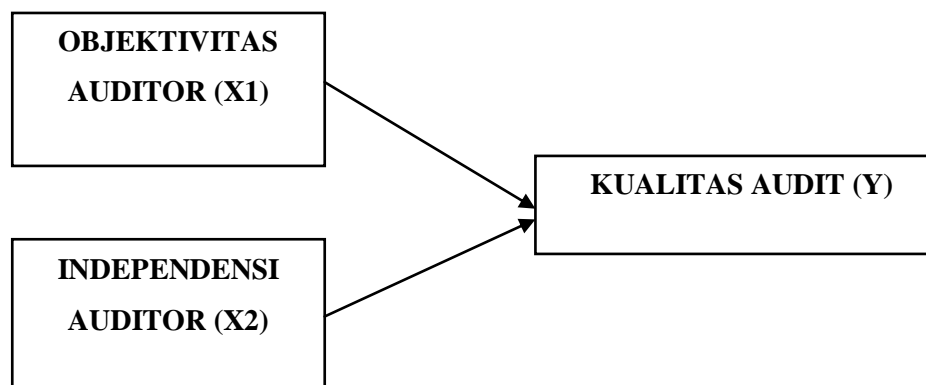 OBJEKTIVITAS
AUDITOR (X1)
KUALITAS AUDIT (Y)
INDEPENDENSI
AUDITOR (X2)